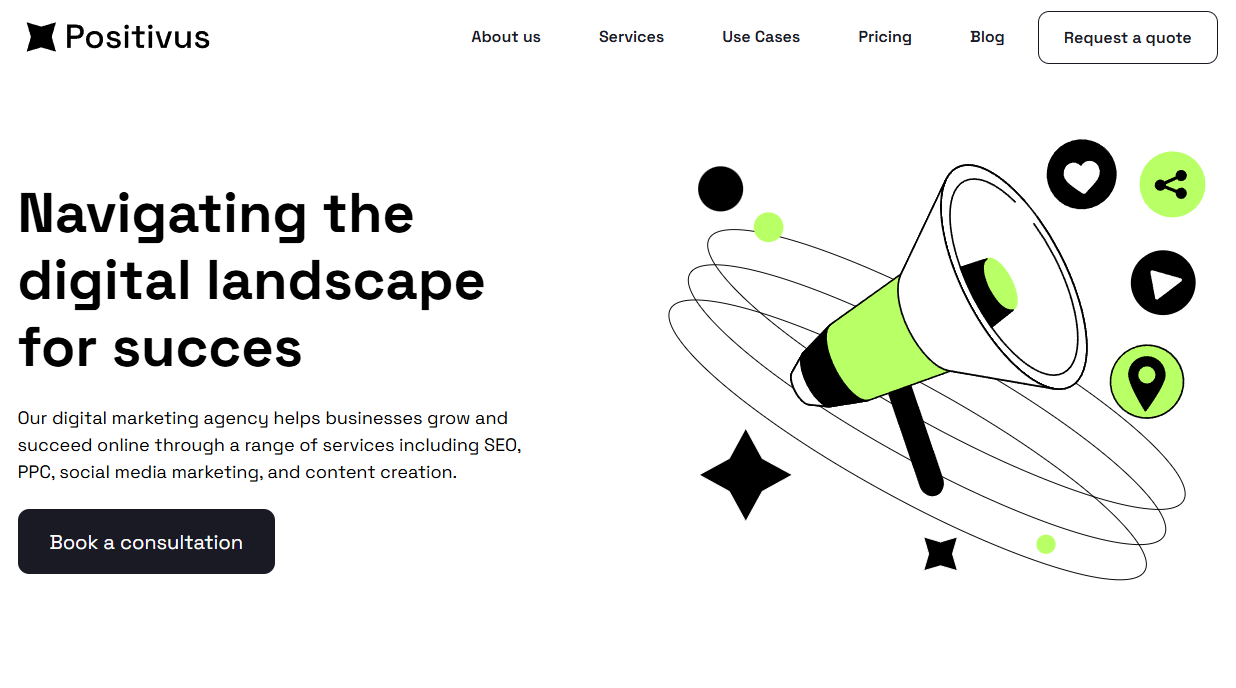 Positivus
About us
Services
Use Cases
Pricing
Blog
Request a quote
Navigating the
digital landscape
for succes
Our digital marketing agency helps businesses grow and
succeed online through a range of services including SEO,
PPC, social media marketing, and content creation.
Book a consultation